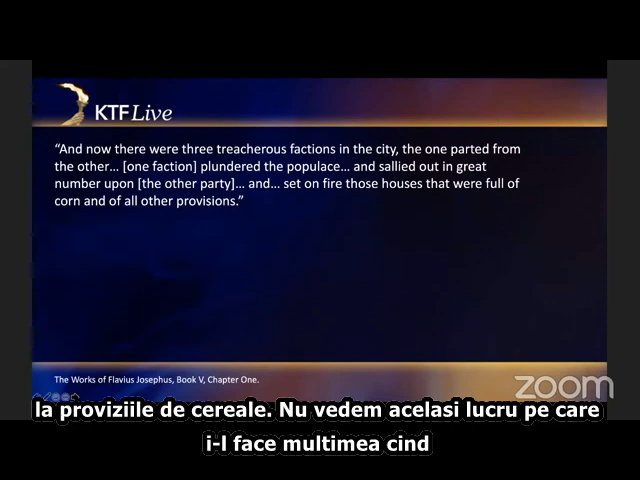 KTF Live
“And now there were three treacherous factions in the city, the one parted from
the other… [one faction] plundered the populace… and sallied out in great
number upon [the other party]… and… set on fire those houses that were full of
corn and of all other provisions.”
The Works of Flavius Josephus, Book V, Chapter One.
zoom
la proviziile de cereale. Nu vedem acelasi lucru pe care
i-l face multimea cind